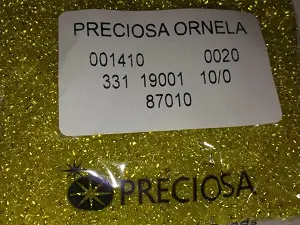 PRECIOSA ORNELA
001410 0020
331 19001 10/0
87010
PRECIOSA